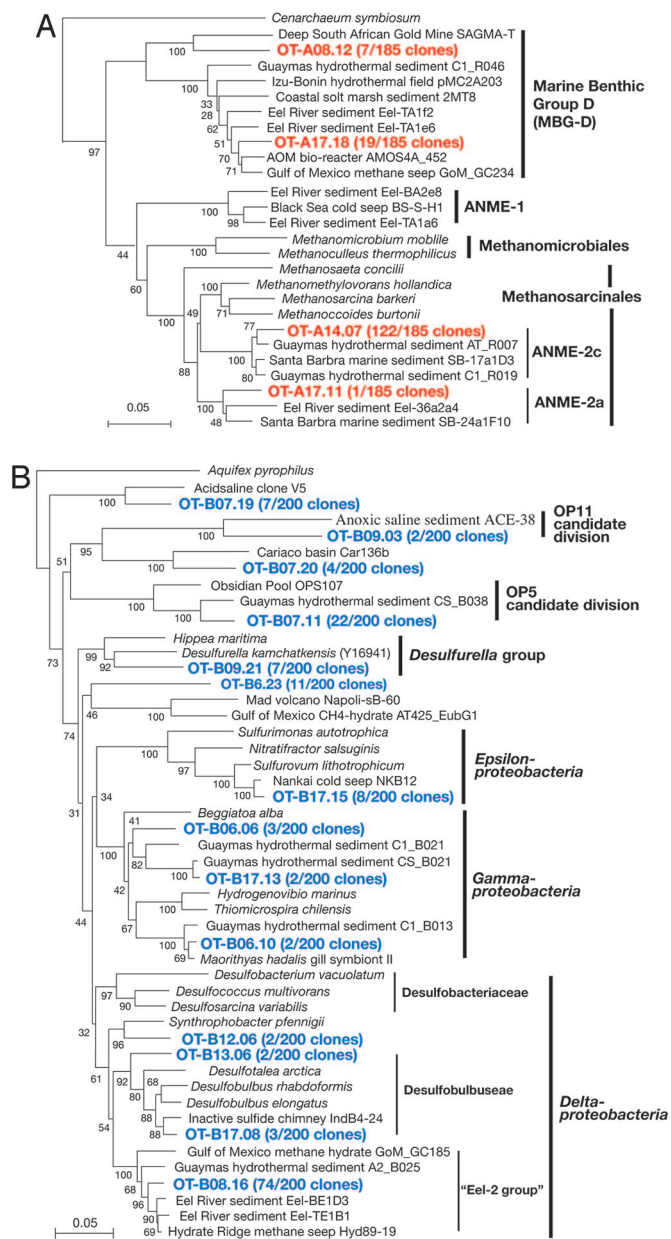 A
Cenarchaeum symbiosum
Deep South African Gold Mine SAGMA-T
100
OT-A08.12 (7/185 clones)
Guaymas hydrothermal sediment C1_R046
100
Izu-Bonin hydrothermal field pMC2A203
33
Coastal solt marsh sediment 2MT8
28
Eel River sediment Eel-TA1f2
62
Eel River sediment Eel-TA1e6
51
OT-A17.18 (19/185 clones)
70
AOM bio-reactor AMOS4A_452
71
Gulf of Mexico methane seep GoM_GC234
Marine Benthic
Group D
(MBG-D)
97
Eel River sediment Eel-BA2e8
100
Black Sea cold seep BS-S-H1
98
Eel River sediment Eel-TA1a6
ANME-1
44
Methanomicrobium moblile
100
Methanoculleus thermophilicus
Methanomicrobiales
60
Methanosaeta concilii
Methanomethylovorans hollandica
100
Methanosarcina barkeri
71
Methanoccoides burtonii
Methanosarcinales
100
49
77
OT-A14.07 (122/185 clones)
Guaymas hydrothermal sediment AT_R007
100
Santa Barbra marine sediment SB-17a1D3
80
Guaymas hydrothermal sediment C1_R019
ANME-2c
88
OT-A17.11 (1/185 clones)
100
Eel River sediment Eel-36a2a4
48
Santa Barbra marine sediment SB-24a1F10
ANME-2a
0.05
B
Aquifex pyrophilus
Acidsaline clone V5
100
OT-B07.19 (7/200 clones)
Anoxic saline sediment ACE-38
100
OT-B09.03 (2/200 clones)
OP11
candidate
division
51
95
Cariaco basin Car136b
100
OT-B07.20 (4/200 clones)
Obsidian Pool OPS107
100
Guaymas hydrothermal sediment CS_B038
100
OT-B07.11 (22/200 clones)
OP5
candidate division
73
Hippea maritima
99
Desulfurella kamchatkensis (Y16941)
92
OT-B09.21 (7/200 clones)
Desulfurella group
OT-B6.23 (11/200 clones)
46
Mad volcano Napoli-sB-60
100
Gulf of Mexico CH4-hydrate AT425_EubG1
74
Sulfurimonas autotrophica
100
Nitratifractor salsuginis
97
Sulfurovum lithotrophicum
100
Nankai cold seep NKB12
100
OT-B17.15 (8/200 clones)
Epsilon-
proteobacteria
34
31
Beggiatoa alba
41
OT-B06.06 (3/200 clones)
100
Guaymas hydrothermal sediment C1_B021
82
Guaymas hydrothermal sediment CS_B021
100
OT-B17.13 (2/200 clones)
42
Hydrogenovibio marinus
100
Thiomicrospira chilensis
67
Guaymas hydrothermal sediment C1_B013
100
OT-B06.10 (2/200 clones)
69
Maorithyas hadalis gill symbiont II
Gamma-
proteobacteria
44
Desulfobacterium vacuolatum
97
Desulfococcus multivorans
90
Desulfosarcina variabilis
Desulfobacteriaceae
32
Synthrophobacter pfennigii
96
OT-B12.06 (2/200 clones)
61
OT-B13.06 (2/200 clones)
92
Desulfotalea arctica
68
80
Desulfobulbus rhabdoformis
Desulfobulbus elongatus
88
Inactive sulfide chimney IndB4-24
88
OT-B17.08 (3/200 clones)
Desulfobulbuseae
Delta-
proteobacteria
54
Gulf of Mexico methane hydrate GoM_GC185
100
Guaymas hydrothermal sediment A2_B025
68
OT-B08.16 (74/200 clones)
96
Eel River sediment Eel-BE1D3
90
Eel River sediment Eel-TE1B1
69
Hydrate Ridge methane seep Hyd89-19
"Eel-2 group"
0.05